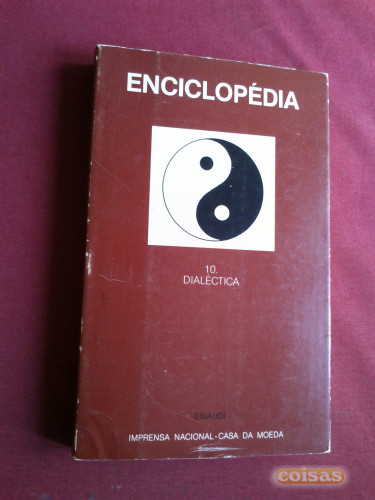 ENCICLOPÉDIA
10.
DIALÉCTICA
EINAUDI
IMPRENSA NACIONAL-CASA DA MOEDA
coisas